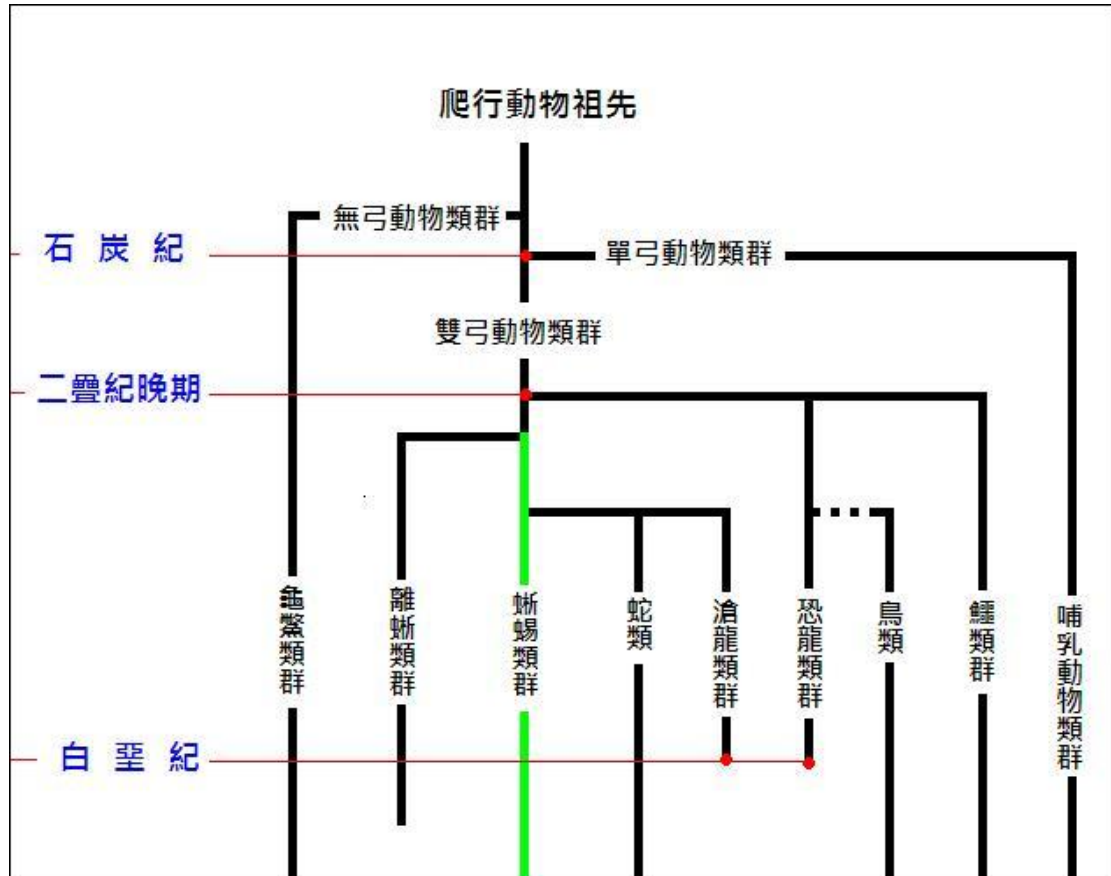 爬行動物祖先
無弓動物類群
石炭紀
單弓動物類群
雙弓動物類群
二疊紀晚期
龜鱉類群
離蜥類群
蜥蜴類群
蛇類
滄龍類群
恐龍類群
鳥類
鱷類群
哺乳動物類群
白堊紀